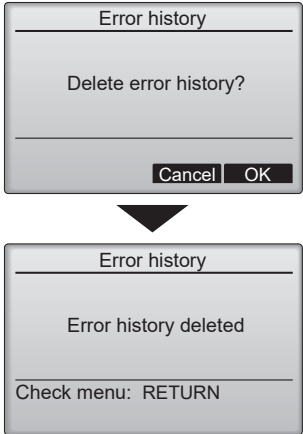 Error history
Delete error history?
Cancel OK
Error history
Error history deleted
Check menu: RETURN